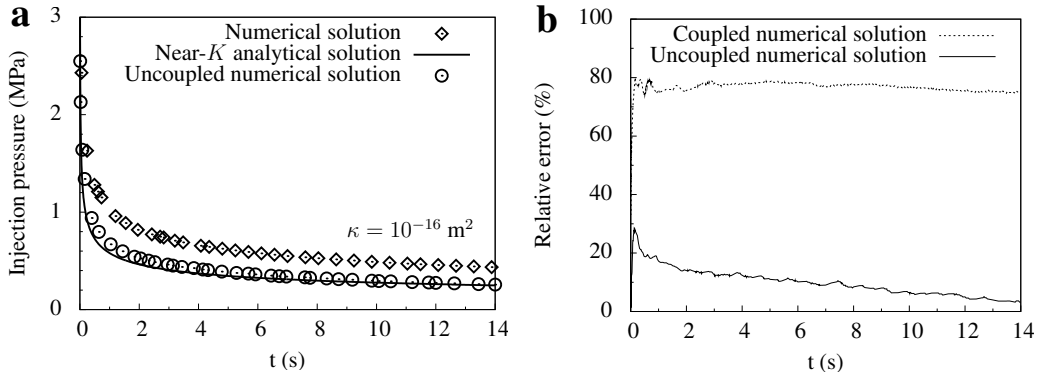 a
Injection pressure (MPa)
3
2
1
0
Numerical solution
Near-K analytical solution
Uncoupled numerical solution
κ = 10⁻¹⁶ m²
0 2 4 6 8 10 12 14
t (s)
b
Relative error (%)
100
80
60
40
20
0
Coupled numerical solution
Uncoupled numerical solution
0 2 4 6 8 10 12 14
t (s)